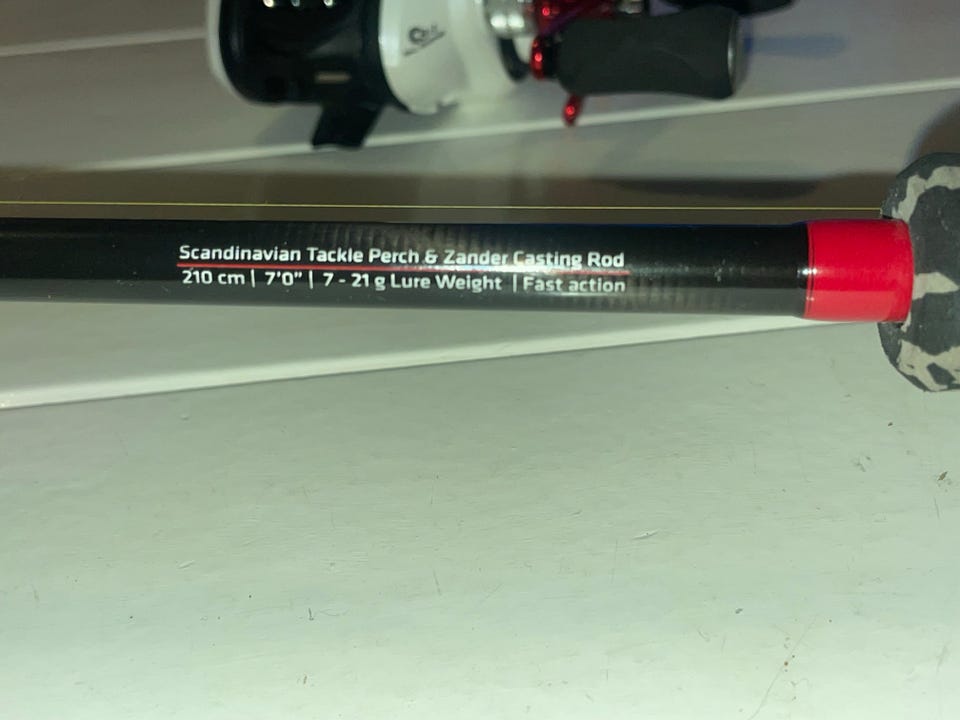 Scandinavian Tackle Perch & Zander Casting Rod
210 cm | 7'0" | 7 - 21 g Lure Weight | Fast action